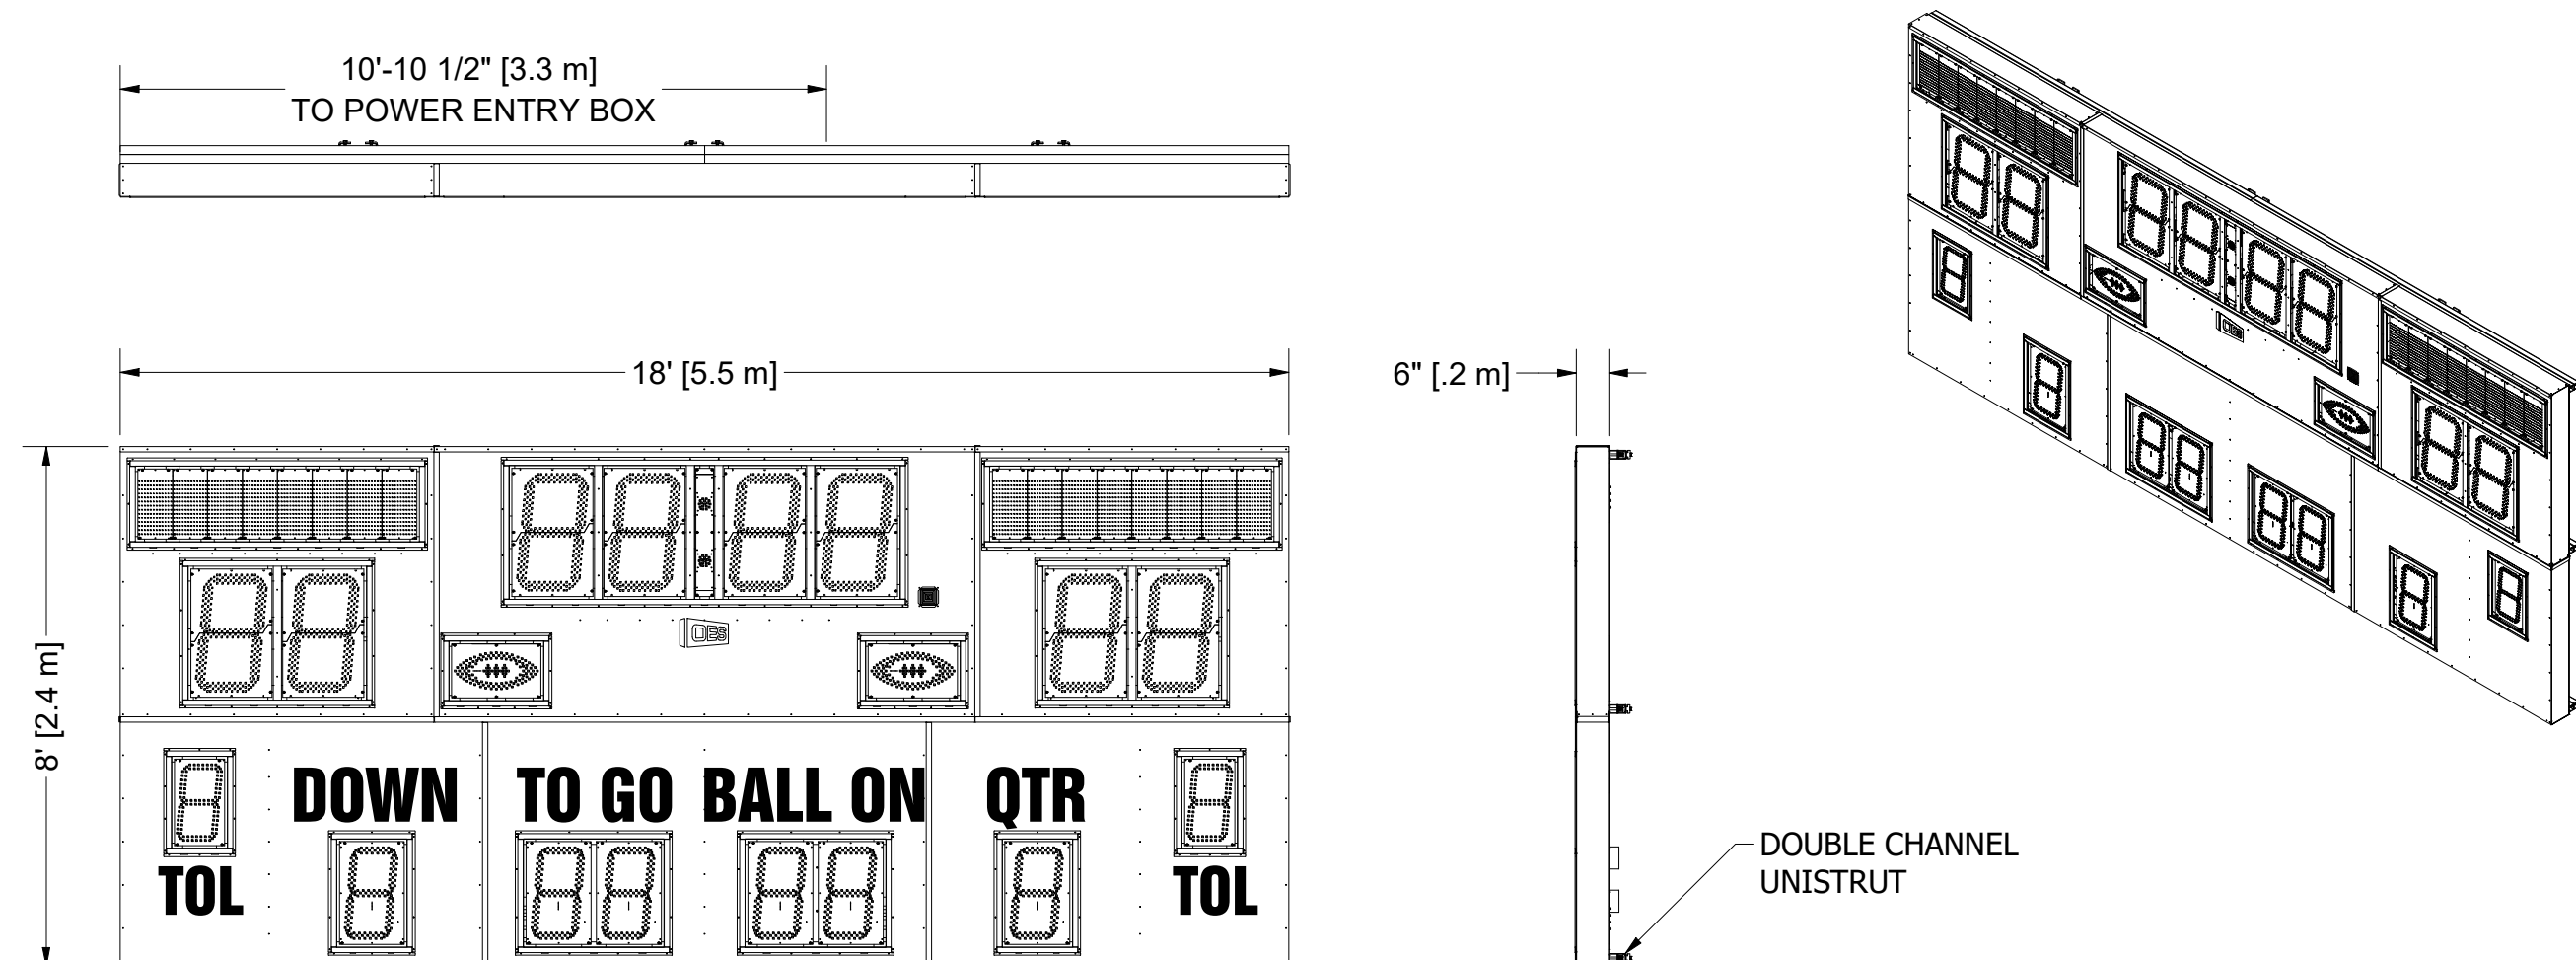 10'-10 1/2" [3.3 m]
TO POWER ENTRY BOX
18' [5.5 m]
6" [.2 m]
8' [2.4 m]
OES
DOWN TO GO BALL ON QTR
TOL TOL
DOUBLE CHANNEL
UNISTRUT